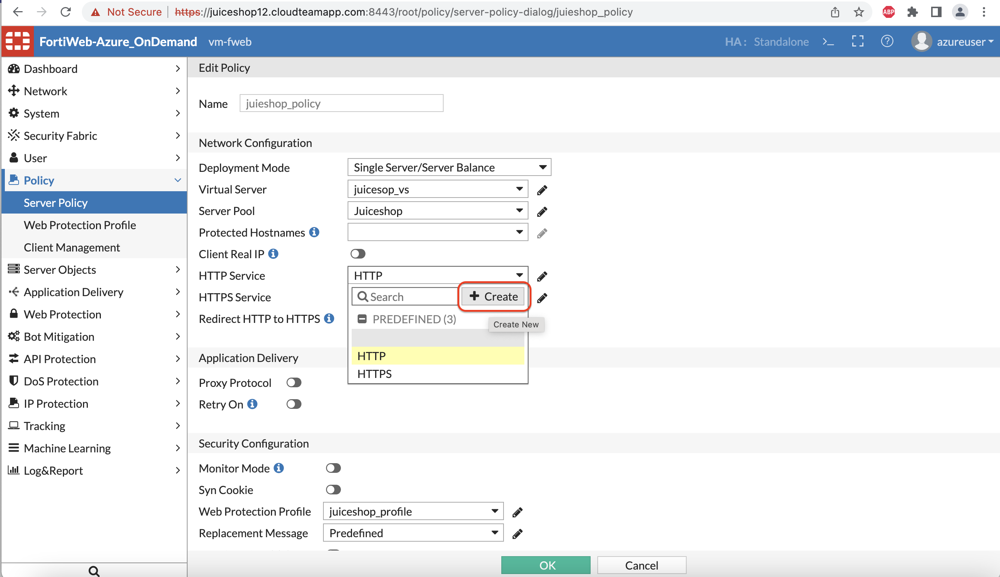 Not Secure https://juiceshop12.cloudteamapp.com:8443/root/policy/server-policy-dialog/juieshop_policy
ABP
FortiWeb-Azure_OnDemand vm-fweb HA: Standalone >_ azureuser
Dashboard
Network
System
Security Fabric
User
Policy
Server Policy
Web Protection Profile
Client Management
Server Objects
Application Delivery
Web Protection
Bot Mitigation
API Protection
DoS Protection
IP Protection
Tracking
Machine Learning
Log&Report
Edit Policy
Name juieshop_policy
Network Configuration
Deployment Mode Single Server/Server Balance
Virtual Server juicesop_vs
Server Pool Juiceshop
Protected Hostnames
Client Real IP
HTTP Service HTTP
Search + Create
HTTPS Service
Redirect HTTP to HTTPS
PREDEFINED (3)
Create New
HTTP
HTTPS
Application Delivery
Proxy Protocol
Retry On
Security Configuration
Monitor Mode
Syn Cookie
Web Protection Profile juiceshop_profile
Replacement Message Predefined
OK Cancel